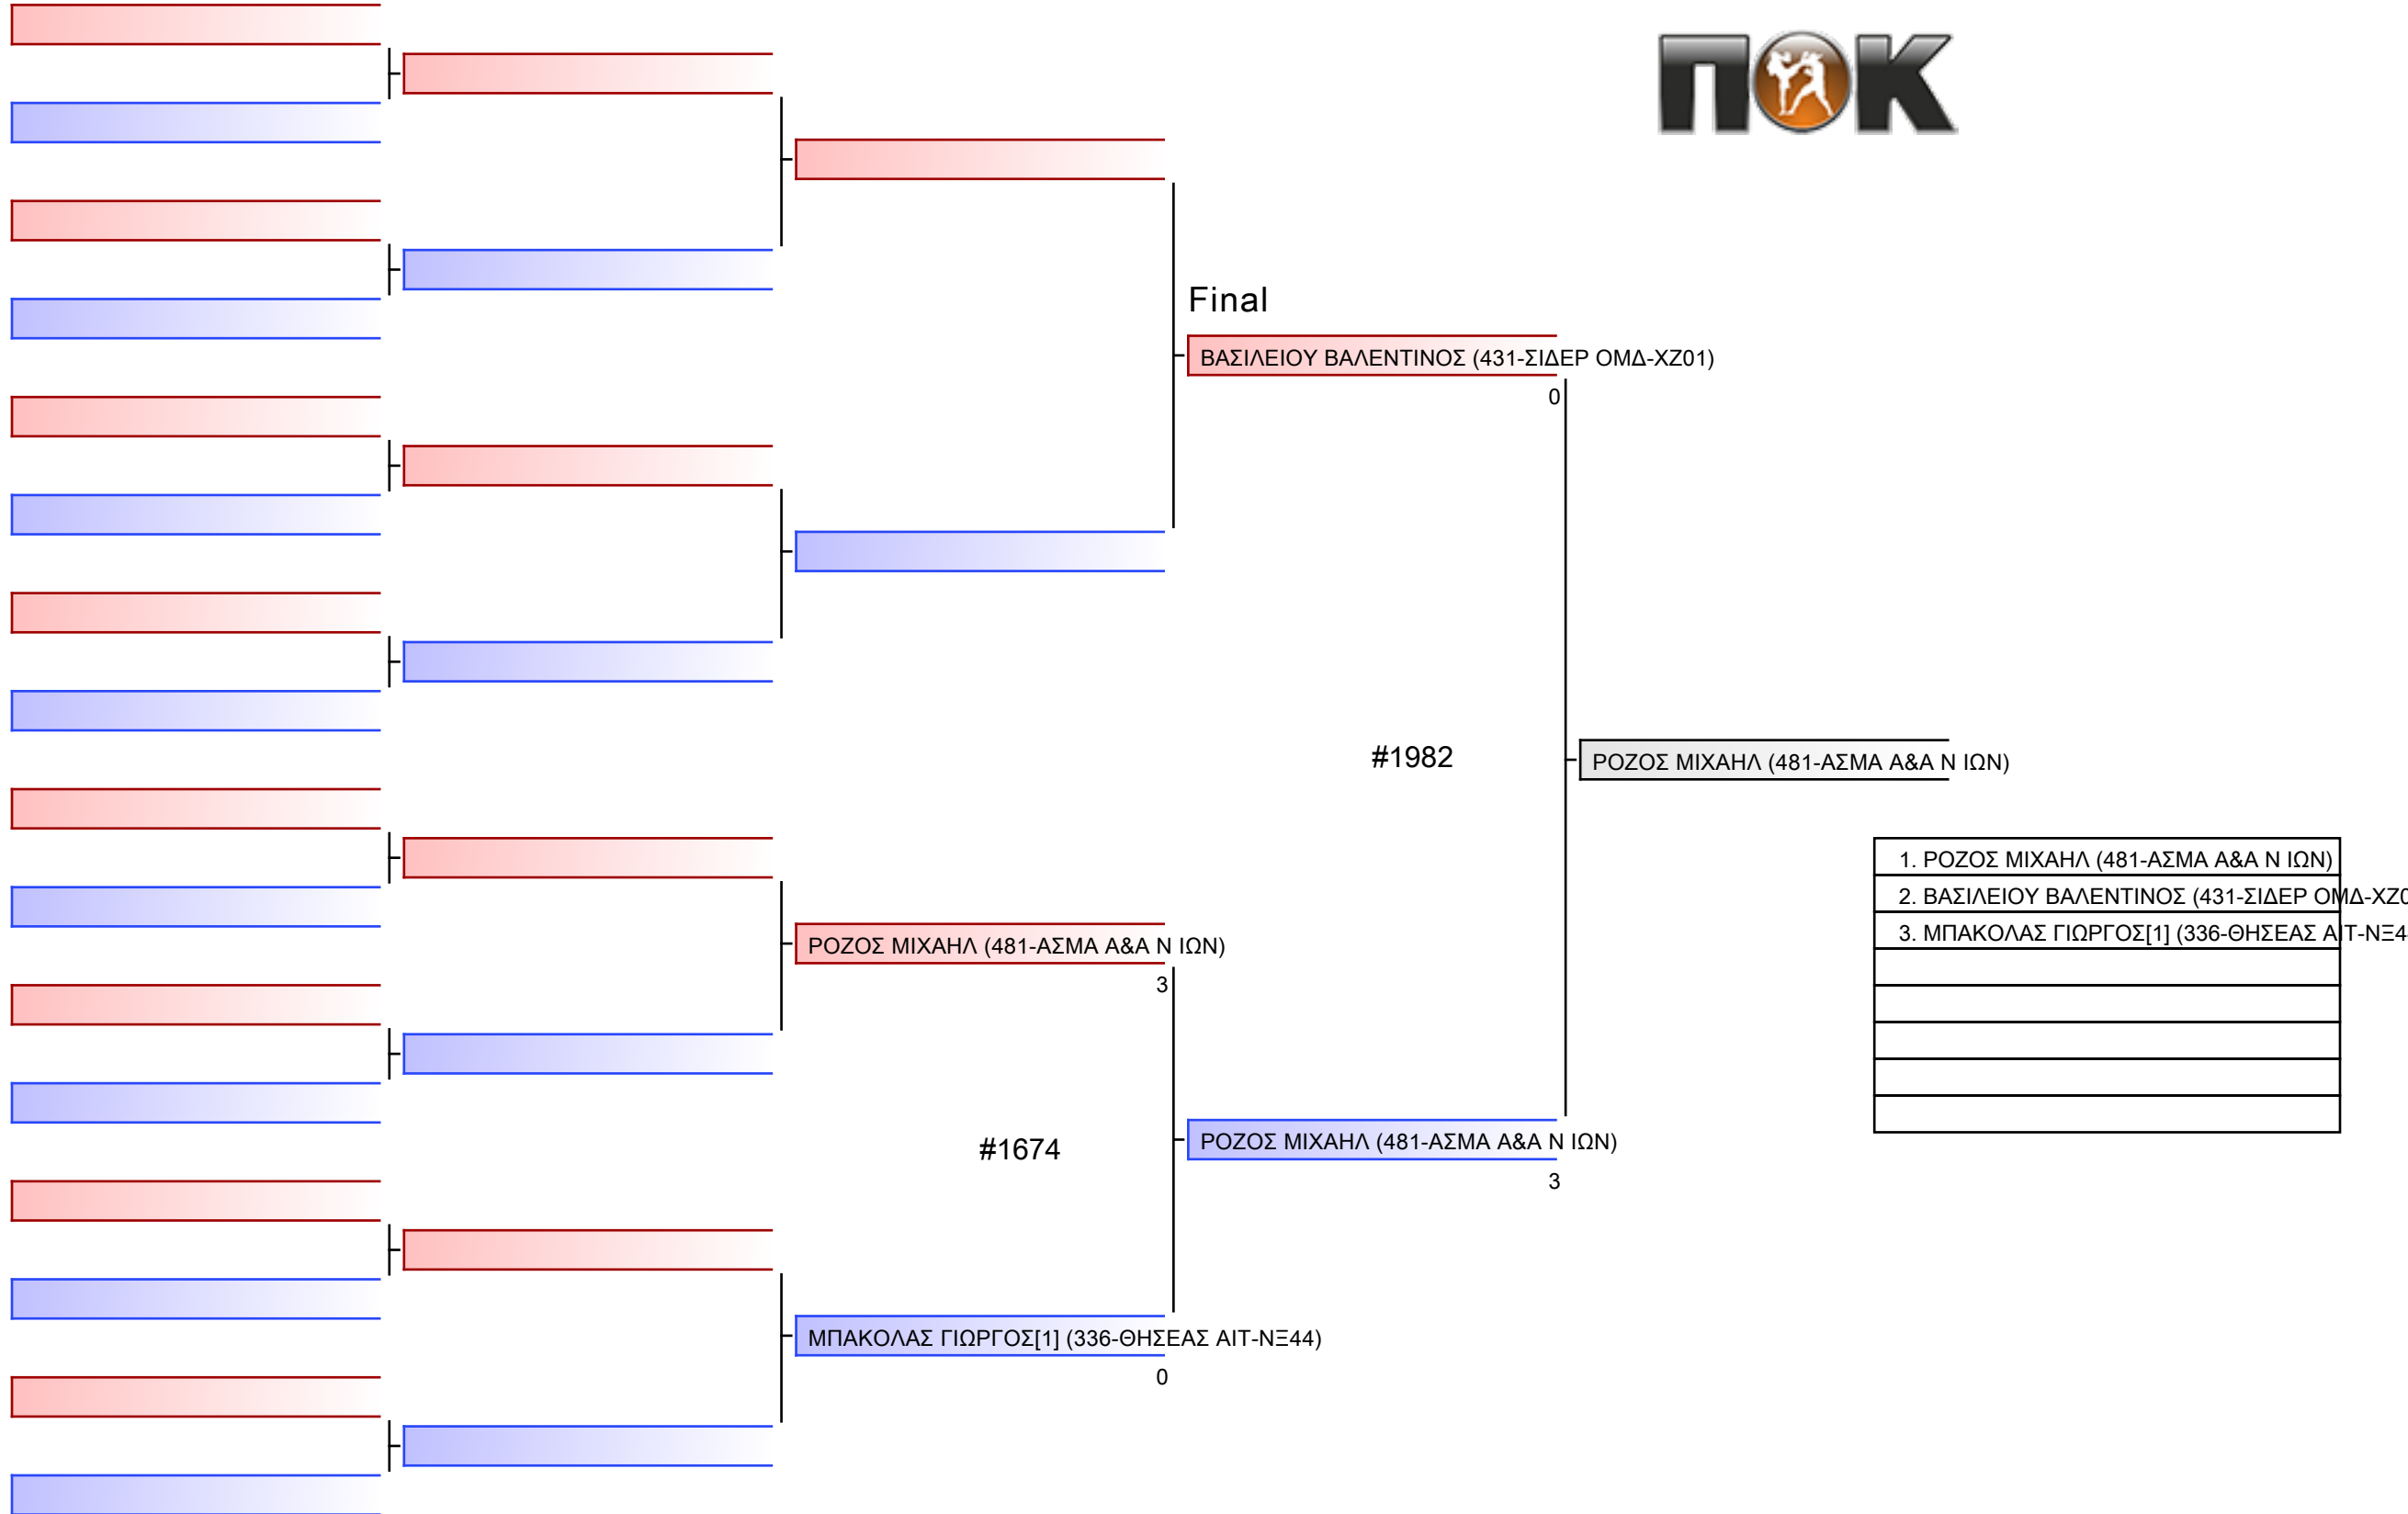 ΠΟΚ
Final
ΒΑΣΙΛΕΙΟΥ ΒΑΛΕΝΤΙΝΟΣ (431-ΣΙΔΕΡ ΟΜΔ-ΧΖ01)
0
#1982
ΡΟΖΟΣ ΜΙΧΑΗΛ (481-ΑΣΜΑ Α&Α Ν ΙΩΝ)
1. ΡΟΖΟΣ ΜΙΧΑΗΛ (481-ΑΣΜΑ Α&Α Ν ΙΩΝ)
2. ΒΑΣΙΛΕΙΟΥ ΒΑΛΕΝΤΙΝΟΣ (431-ΣΙΔΕΡ ΟΜΔ-ΧΖ0
3. ΜΠΑΚΟΛΑΣ ΓΙΩΡΓΟΣ[1] (336-ΘΗΣΕΑΣ ΑΙΤ-ΝΞ4
ΡΟΖΟΣ ΜΙΧΑΗΛ (481-ΑΣΜΑ Α&Α Ν ΙΩΝ)
3
#1674
ΡΟΖΟΣ ΜΙΧΑΗΛ (481-ΑΣΜΑ Α&Α Ν ΙΩΝ)
3
ΜΠΑΚΟΛΑΣ ΓΙΩΡΓΟΣ[1] (336-ΘΗΣΕΑΣ ΑΙΤ-ΝΞ44)
0